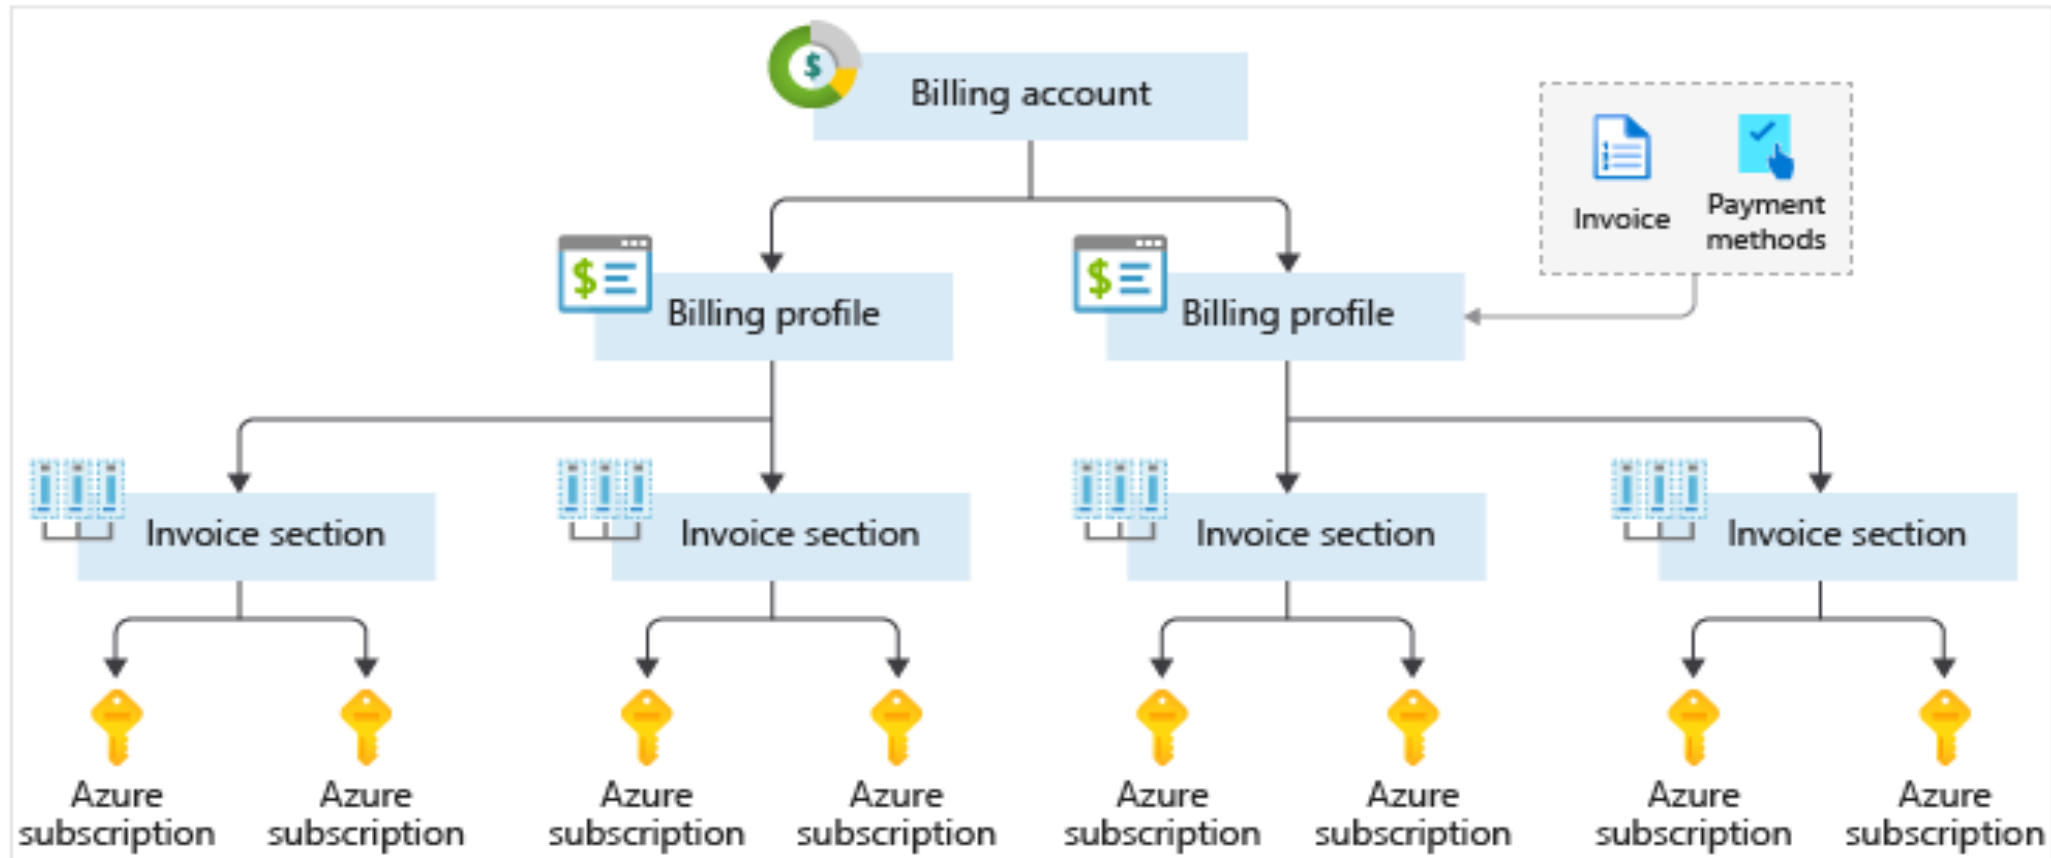 Billing account
Invoice
Payment
methods
Billing profile
Billing profile
Invoice section
Invoice section
Invoice section
Invoice section
Azure
subscription
Azure
subscription
Azure
subscription
Azure
subscription
Azure
subscription
Azure
subscription
Azure
subscription
Azure
subscription